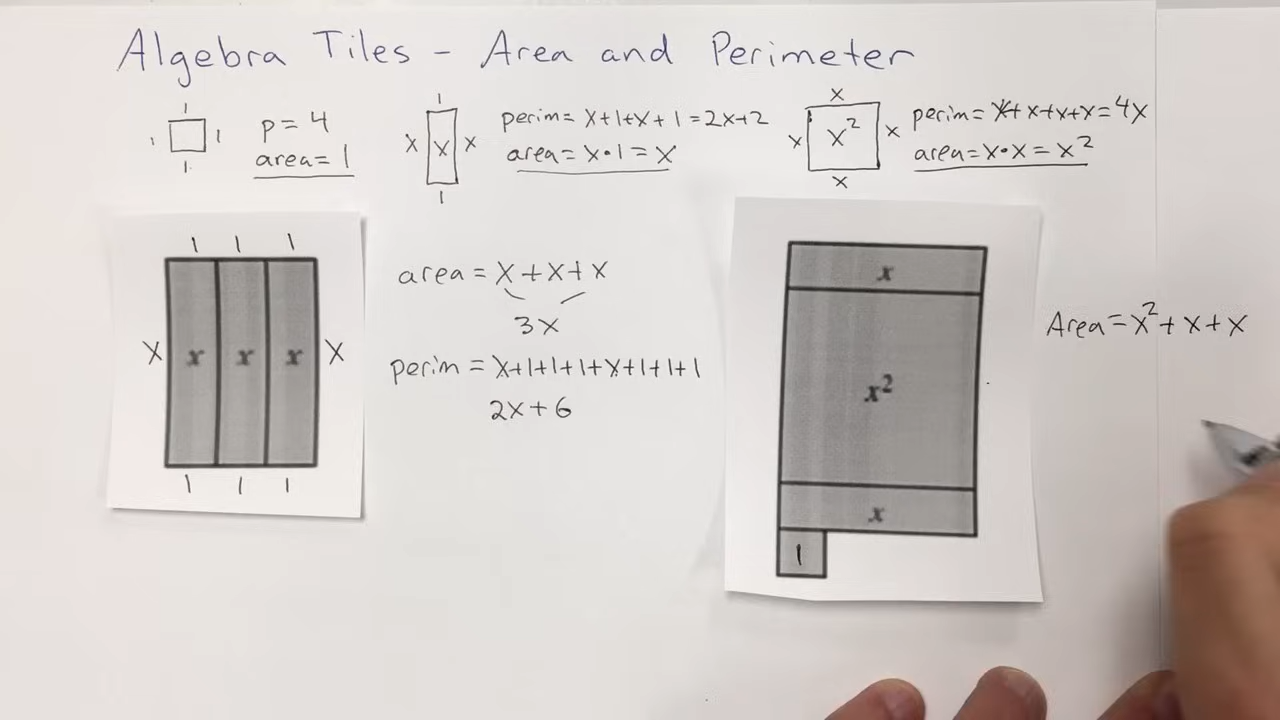 Algebra Tiles - Area and Perimeter
1
1 1
1
p = 4
area = 1
1
x x x
1
perim = x+1+x+1 = 2x+2
area = x•1 = x
x
x x² x
x
perim = x+x+x+x = 4x
area = x•x = x²
1 1 1
x x x x x
1 1 1
area = x+x+x
3x
perim = x+1+1+1+x+1+1+1
2x+6
x
x²
x
1
Area = x²+x+x